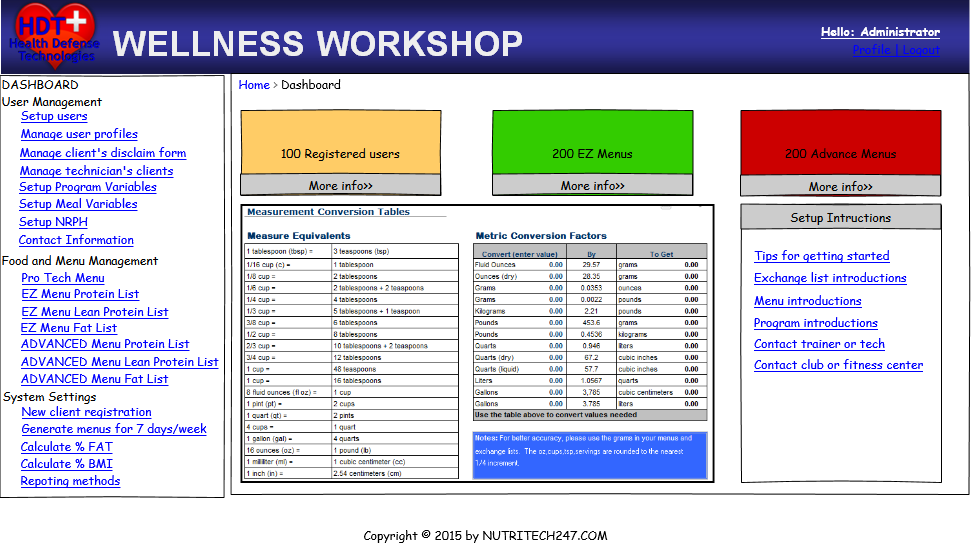 HDT
Health Defense
Technologies
WELLNESS WORKSHOP
Hello: Administrator
Profile | Logout
DASHBOARD
User Management
Setup users
Manage user profiles
Manage client's disclaim form
Manage technician's clients
Setup Program Variables
Setup Meal Variables
Setup NRPH
Contact Information
Food and Menu Management
Pro Tech Menu
EZ Menu Protein List
EZ Menu Lean Protein List
EZ Menu Fat List
ADVANCED Menu Protein List
ADVANCED Menu Lean Protein List
ADVANCED Menu Fat List
System Settings
New client registration
Generate menus for 7 days/week
Calculate % FAT
Calculate % BMI
Repoting methods
Home > Dashboard
100 Registered users
More info>>
200 EZ Menus
More info>>
200 Advance Menus
More info>>
Measurement Conversion Tables
Measure Equivalents
1 tablespoon (tbsp) = 3 teaspoons (tsp)
1/16 cup (c) = 1 tablespoon
1/8 cup = 2 tablespoons
1/6 cup = 2 tablespoons + 2 teaspoons
1/4 cup = 4 tablespoons
1/3 cup = 5 tablespoons + 1 teaspoon
3/8 cup = 6 tablespoons
1/2 cup = 8 tablespoons
2/3 cup = 10 tablespoons + 2 teaspoons
3/4 cup = 12 tablespoons
1 cup = 48 teaspoons
1 cup = 16 tablespoons
8 fluid ounces (fl oz) = 1 cup
1 pint (pt) = 2 cups
1 quart (qt) = 2 pints
4 cups = 1 quart
1 gallon (gal) = 4 quarts
16 ounces (oz) = 1 pound (lb)
1 milliliter (ml) = 1 cubic centimeter (cc)
1 inch (in) = 2.54 centimeters (cm)
Metric Conversion Factors
Convert (enter value) By To Get
Fluid Ounces 0.00 29.57 grams 0.00
Ounces (dry) 0.00 28.35 grams 0.00
Grams 0.00 0.0353 ounces 0.00
Grams 0.00 0.0022 pounds 0.00
Kilograms 0.00 2.21 pounds 0.00
Pounds 0.00 453.6 grams 0.00
Pounds 0.00 0.4536 kilograms 0.00
Quarts 0.00 0.946 liters 0.00
Quarts (dry) 0.00 67.2 cubic inches 0.00
Quarts (liquid) 0.00 57.7 cubic inches 0.00
Liters 0.00 1.0567 quarts 0.00
Gallons 0.00 3,785 cubic centimeters 0.00
Gallons 0.00 3.785 liters 0.00
Use the table above to convert values needed
Notes: For better accuracy, please use the grams in your menus and
exchange lists. The oz,cups,tsp,servings are rounded to the nearest
1/4 increment.
Setup Intructions
Tips for getting started
Exchange list introductions
Menu introductions
Program introductions
Contact trainer or tech
Contact club or fitness center
Copyright © 2015 by NUTRITECH247.COM